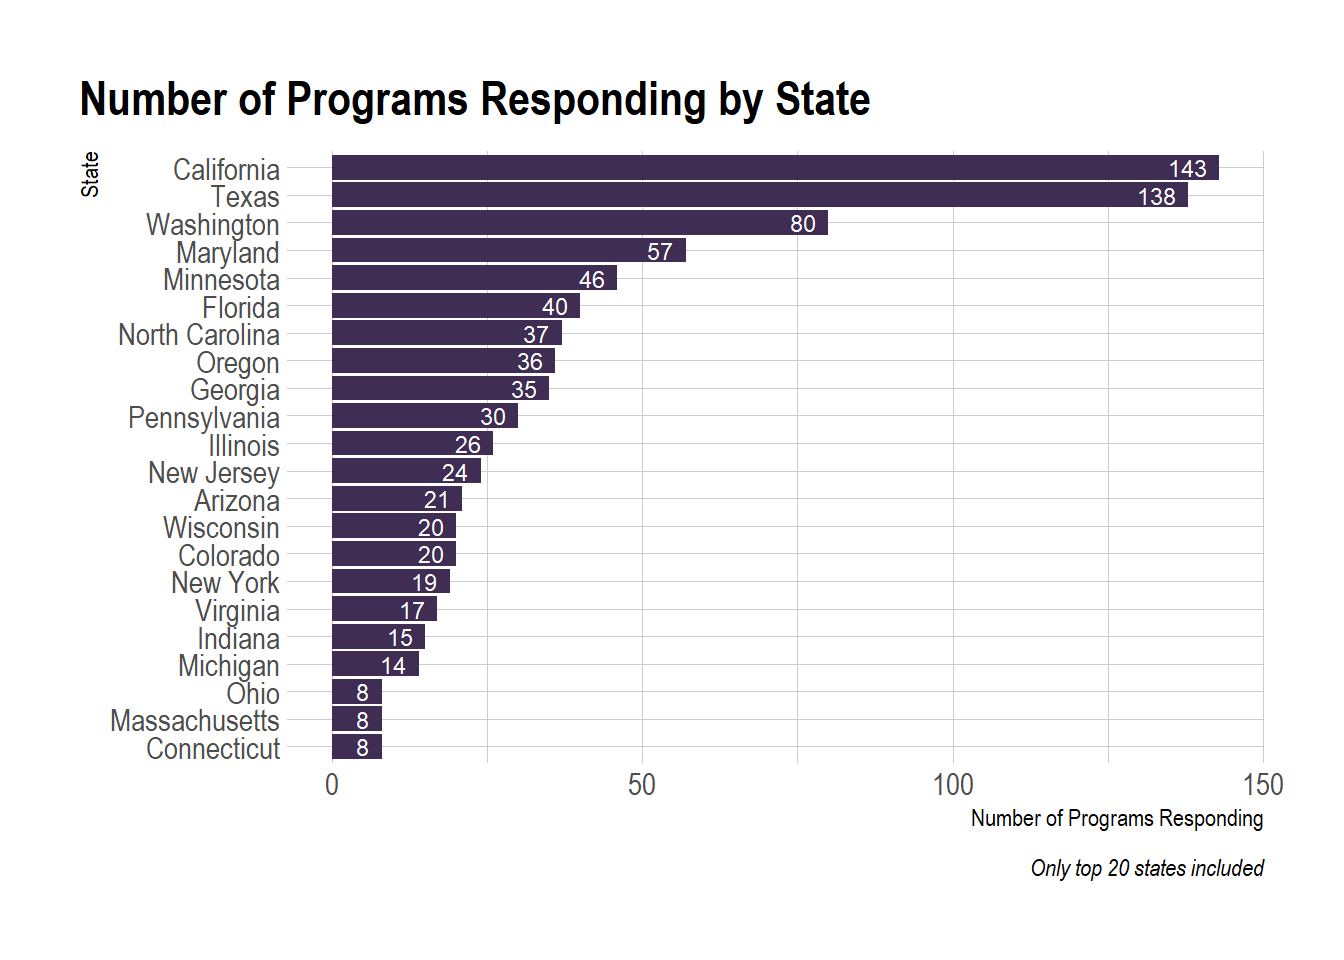 Number of Programs Responding by State
State
California 143
Texas 138
Washington 80
Maryland 57
Minnesota 46
Florida 40
North Carolina 37
Oregon 36
Georgia 35
Pennsylvania 30
Illinois 26
New Jersey 24
Arizona 21
Wisconsin 20
Colorado 20
New York 19
Virginia 17
Indiana 15
Michigan 14
Ohio 8
Massachusetts 8
Connecticut 8
0 50 100 150
Number of Programs Responding
Only top 20 states included